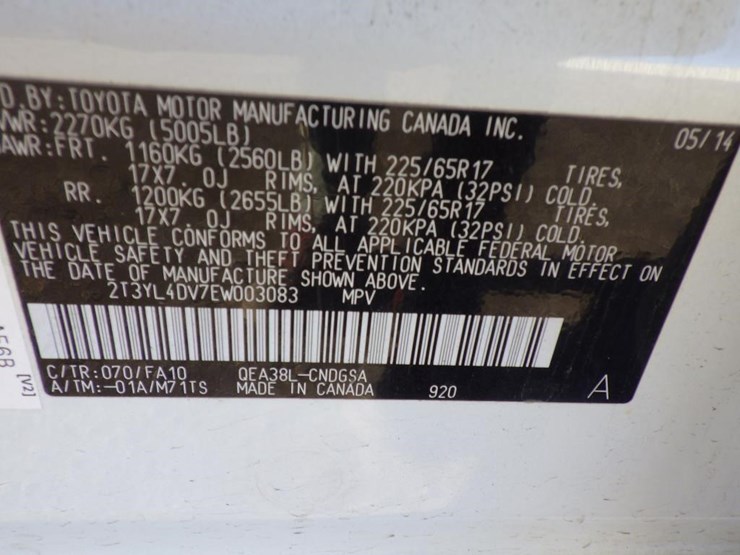 D.BY:TOYOTA MOTOR MANUFACTURING CANADA INC.
05/14
VWR:2270KG (5005LB)
AWR:FRT. 1160KG (2560LB) WITH 225/65R17 TIRES,
17X7.0J RIMS, AT 220KPA (32PSI) COLD.
RR. 1200KG (2655LB) WITH 225/65R17 TIRES,
17X7.0J RIMS, AT 220KPA (32PSI) COLD.
THIS VEHICLE CONFORMS TO ALL APPLICABLE FEDERAL MOTOR
VEHICLE SAFETY AND THEFT PREVENTION STANDARDS IN EFFECT ON
THE DATE OF MANUFACTURE SHOWN ABOVE.
2T3YL4DV7EW003083 MPV
C/TR:070/FA10 QEA38L-CNDGSA
A/TM:-01A/M71TS MADE IN CANADA 920 A
[V2]